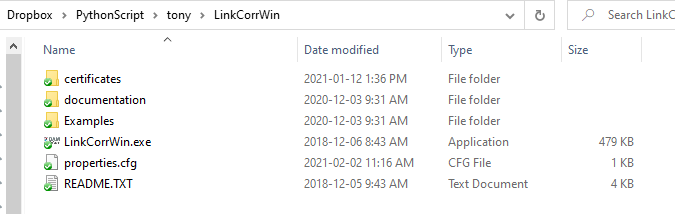 Dropbox > PythonScript > tony > LinkCorrWin Search LinkC
Name Date modified Type Size
certificates 2021-01-12 1:36 PM File folder
documentation 2020-12-03 9:31 AM File folder
Examples 2020-12-03 9:31 AM File folder
LinkCorrWin.exe 2018-12-06 8:43 AM Application 479 KB
properties.cfg 2021-02-02 11:16 AM CFG File 1 KB
README.TXT 2018-12-05 9:43 AM Text Document 4 KB